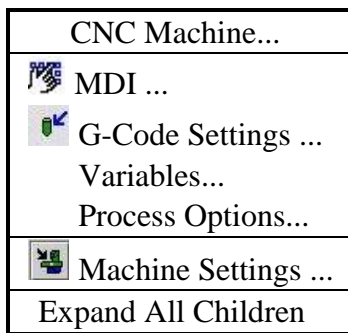 CNC Machine...
MDI ...
G-Code Settings ...
Variables...
Process Options...
Machine Settings ...
Expand All Children